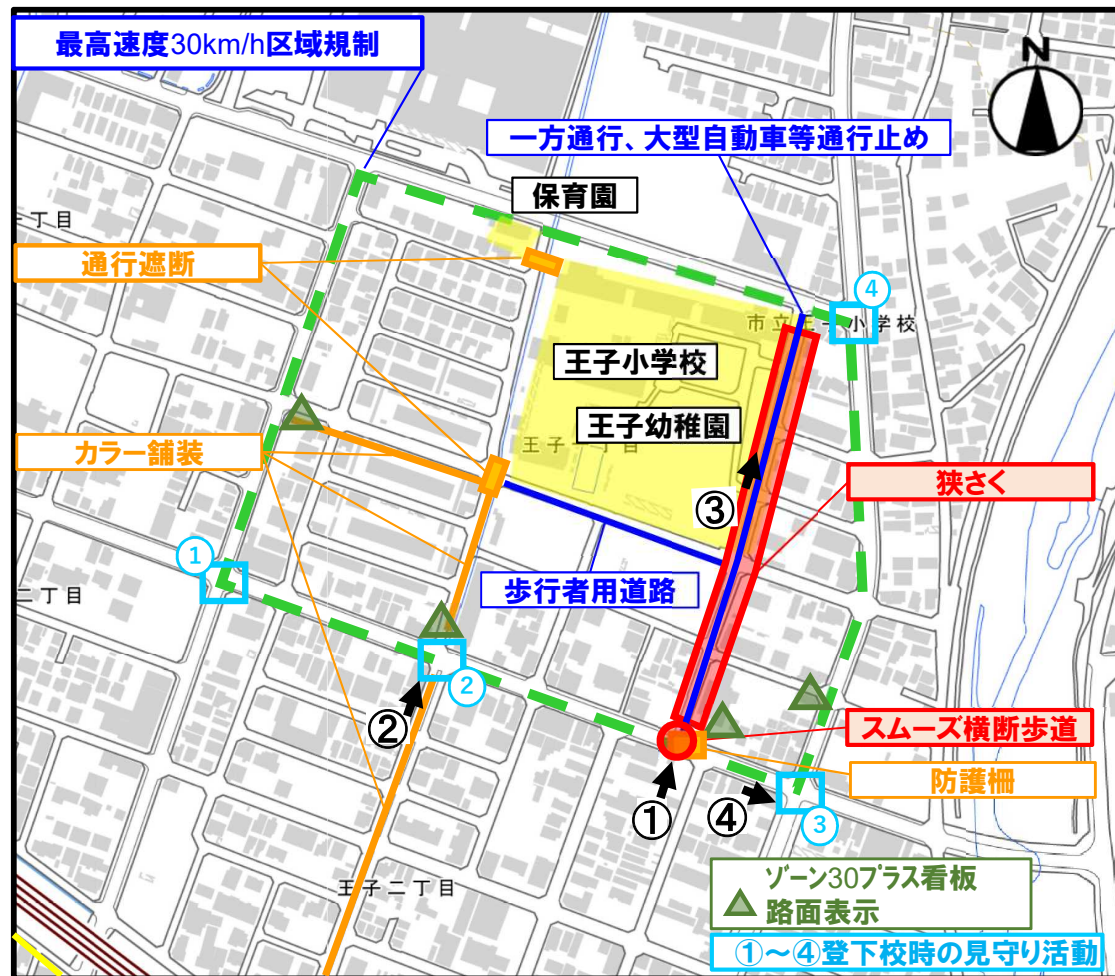 最高速度30km/h区域規制
N
一方通行、大型自動車等通行止め
保育園
丁目
通行遮断
④
市立王子小学校
王子小学校
王子幼稚園
王子一丁目
カラー舗装
狭さく
③
①
二丁目
歩行者用道路
②
②
スムーズ横断歩道
防護柵
①
④
③
王子二丁目
ゾーン30プラス看板
路面表示
①～④登下校時の見守り活動